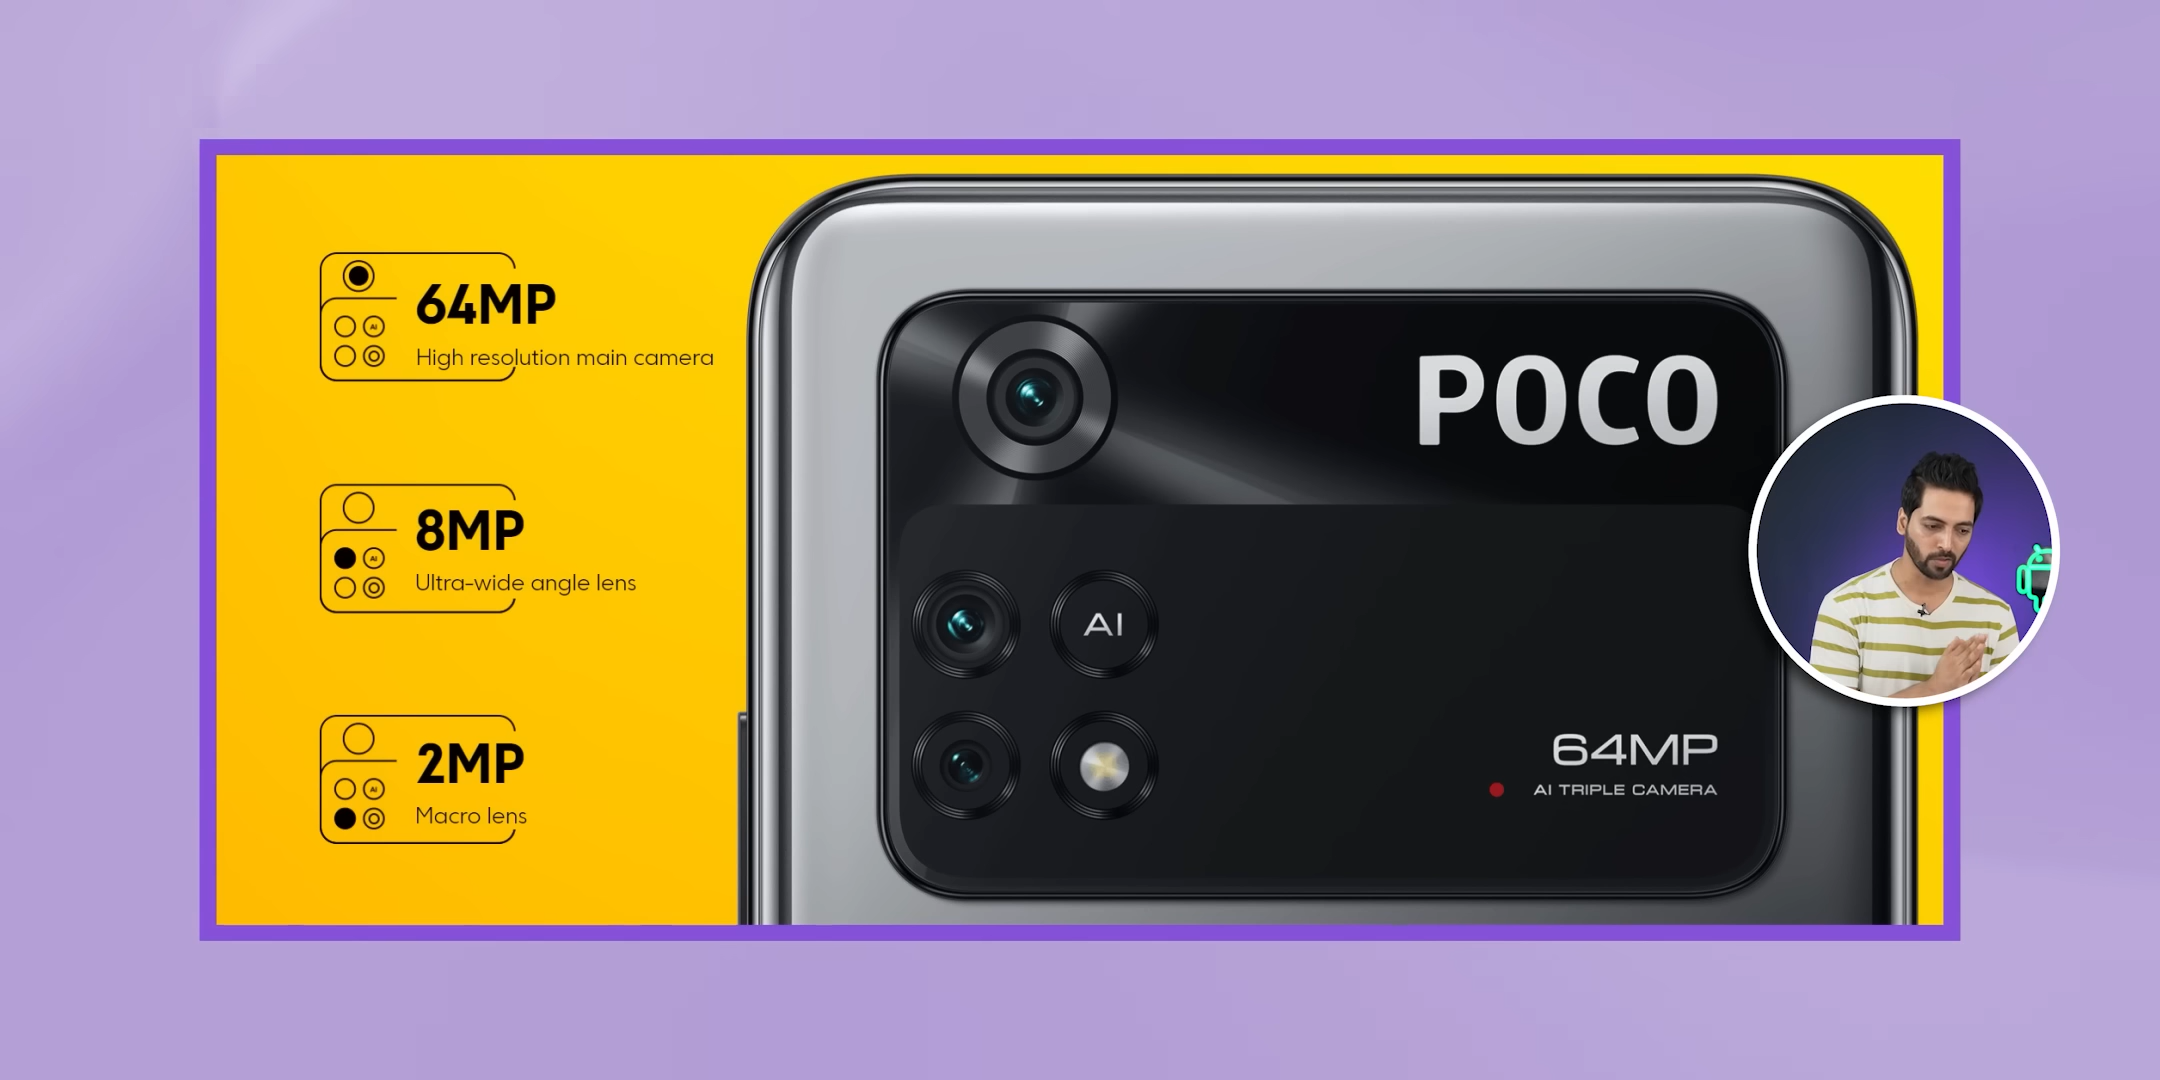 64MP
High resolution main camera
8MP
Ultra-wide angle lens
2MP
Macro lens
POCO
AI
64MP
AI TRIPLE CAMERA